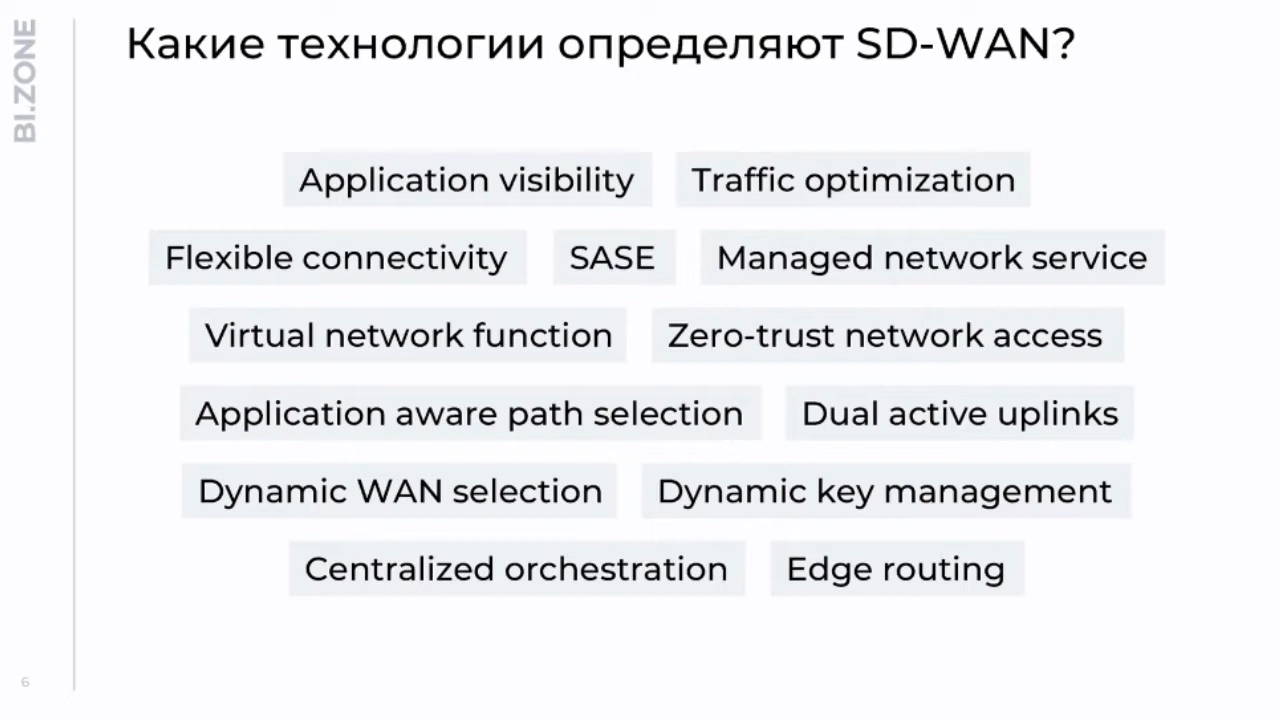 BI.ZONE
Какие технологии определяют SD-WAN?
Application visibility
Traffic optimization
Flexible connectivity
SASE
Managed network service
Virtual network function
Zero-trust network access
Application aware path selection
Dual active uplinks
Dynamic WAN selection
Dynamic key management
Centralized orchestration
Edge routing
6